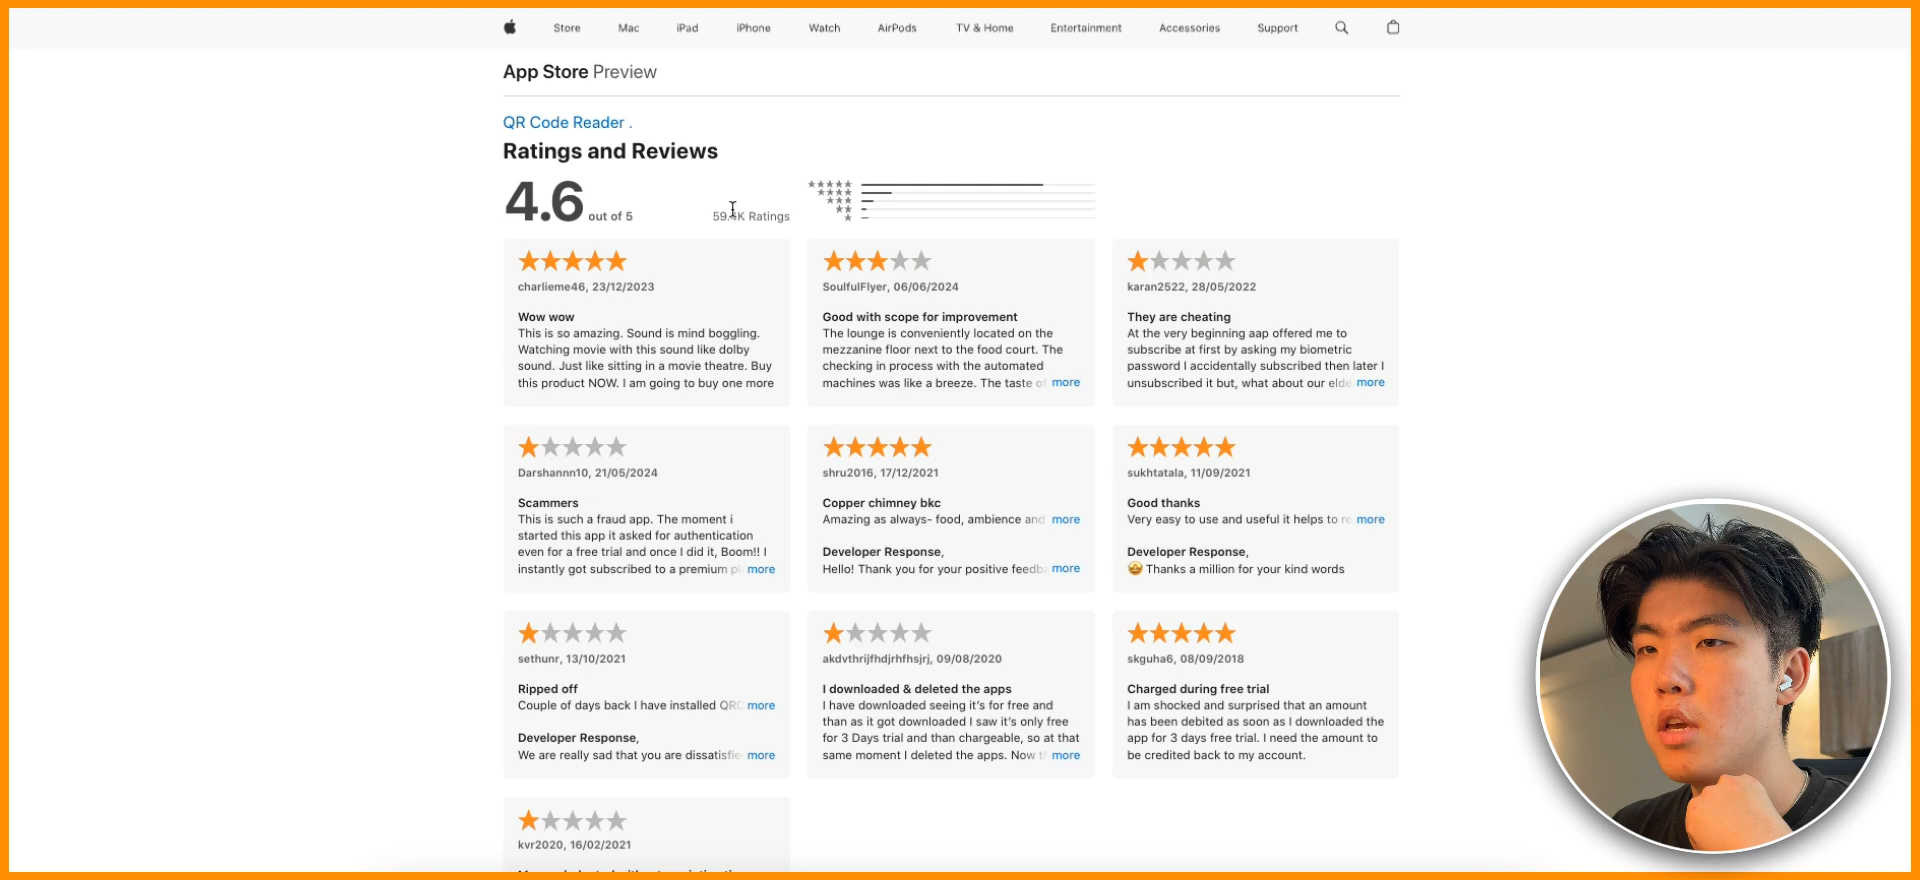 Store Mac iPad iPhone Watch AirPods TV & Home Entertainment Accessories Support
App Store Preview
QR Code Reader .
Ratings and Reviews
4.6 out of 5
Ratings
charlieme46, 23/12/2023
Wow wow
This is so amazing. Sound is mind boggling.
Watching movie with this sound like dolby
sound. Just like sitting in a movie theatre. Buy
this product NOW. I am going to buy one more
SoulfulFlyer, 06/06/2024
Good with scope for improvement
The lounge is conveniently located on the
mezzanine floor next to the food court. The
checking in process with the automated
machines was like a breeze. The taste of more
karan2522, 28/05/2022
They are cheating
At the very beginning aap offered me to
subscribe at first by asking my biometric
password I accidentally subscribed then later I
unsubscribed it but, what about our elde more
Darshannn10, 21/05/2024
Scammers
This is such a fraud app. The moment i
started this app it asked for authentication
even for a free trial and once I did it, Boom!! I
instantly got subscribed to a premium more
shru2016, 17/12/2021
Copper chimney bkc
Amazing as always- food, ambience and more
Developer Response,
Hello! Thank you for your positive feedb more
sukhtatala, 11/09/2021
Good thanks
Very easy to use and useful it helps to re more
Developer Response,
🤩 Thanks a million for your kind words
sethunr, 13/10/2021
Ripped off
Couple of days back I have installed QRC more
Developer Response,
We are really sad that you are dissatisfie more
akdvthrijfhdjrhfhsjrj, 09/08/2020
I downloaded & deleted the apps
I have downloaded seeing it's for free and
than as it got downloaded I saw it's only free
for 3 Days trial and than chargeable, so at that
same moment I deleted the apps. Now more
skguha6, 08/09/2018
Charged during free trial
I am shocked and surprised that an amount
has been debited as soon as I downloaded the
app for 3 days free trial. I need the amount to
be credited back to my account.
kvr2020, 16/02/2021